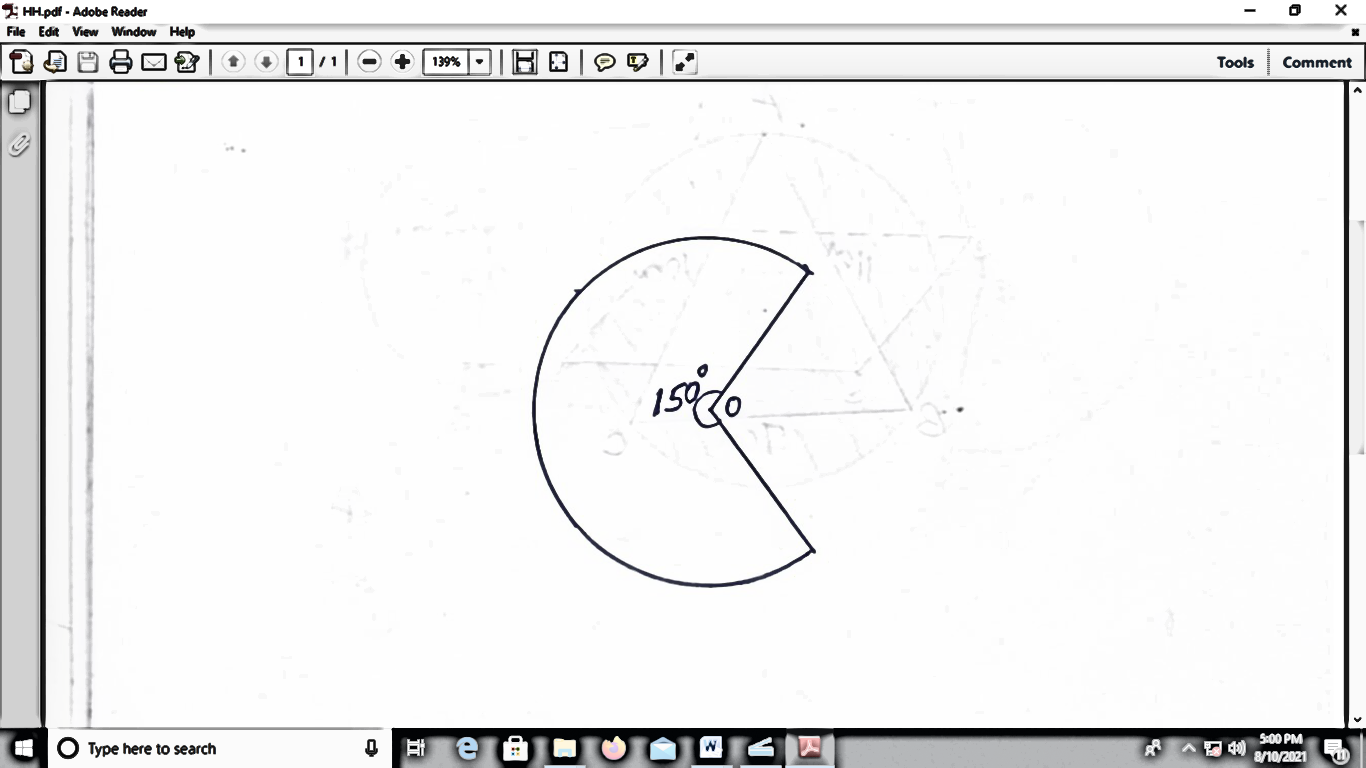 HH.pdf - Adobe Reader
File Edit View Window Help
1 / 1 139% Tools Comment
150° O
Type here to search
5:00 PM
8/10/2021